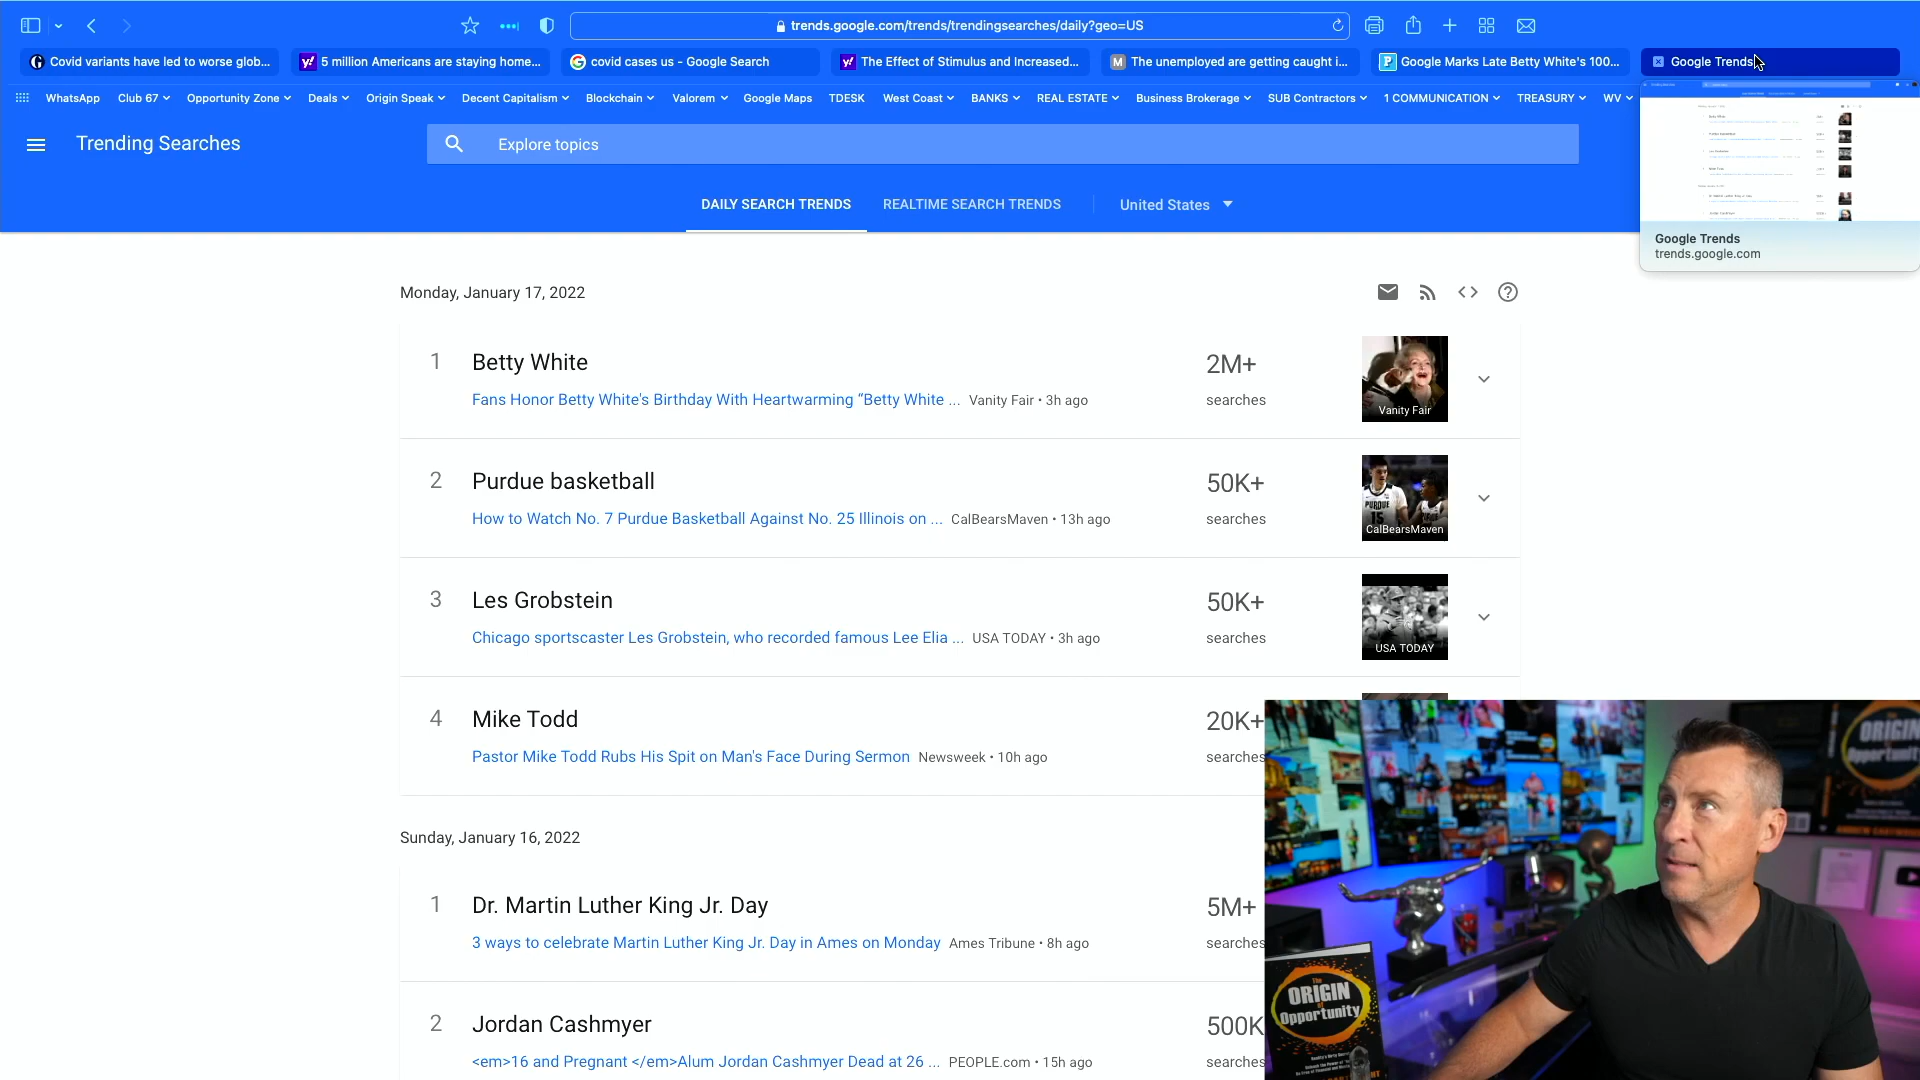 trends.google.com/trends/trendingsearches/daily?geo=US
Covid variants have led to worse glob...
5 million Americans are staying home...
covid cases us - Google Search
The Effect of Stimulus and Increased...
The unemployed are getting caught i...
Google Marks Late Betty White's 100...
Google Trends
WhatsApp
Club 67
Opportunity Zone
Deals
Origin Speak
Decent Capitalism
Blockchain
Valorem
Google Maps
TDESK
West Coast
BANKS
REAL ESTATE
Business Brokerage
SUB Contractors
1 COMMUNICATION
TREASURY
WV
Trending Searches
Explore topics
DAILY SEARCH TRENDS
REALTIME SEARCH TRENDS
United States
Google Trends
trends.google.com
Monday, January 17, 2022
1
Betty White
Fans Honor Betty White's Birthday With Heartwarming “Betty White ... Vanity Fair • 3h ago
2M+
searches
Vanity Fair
2
Purdue basketball
How to Watch No. 7 Purdue Basketball Against No. 25 Illinois on ... CalBearsMaven • 13h ago
50K+
searches
PURDUE
15
CalBearsMaven
3
Les Grobstein
Chicago sportscaster Les Grobstein, who recorded famous Lee Elia ... USA TODAY • 3h ago
50K+
searches
USA TODAY
4
Mike Todd
Pastor Mike Todd Rubs His Spit on Man's Face During Sermon Newsweek • 10h ago
20K+
searches
Sunday, January 16, 2022
1
Dr. Martin Luther King Jr. Day
3 ways to celebrate Martin Luther King Jr. Day in Ames on Monday Ames Tribune • 8h ago
5M+
searches
2
Jordan Cashmyer
<em>16 and Pregnant </em>Alum Jordan Cashmyer Dead at 26 ... PEOPLE.com • 15h ago
500K
searches
The
ORIGIN
of
Opportunity
ORIGIN
Opportunity